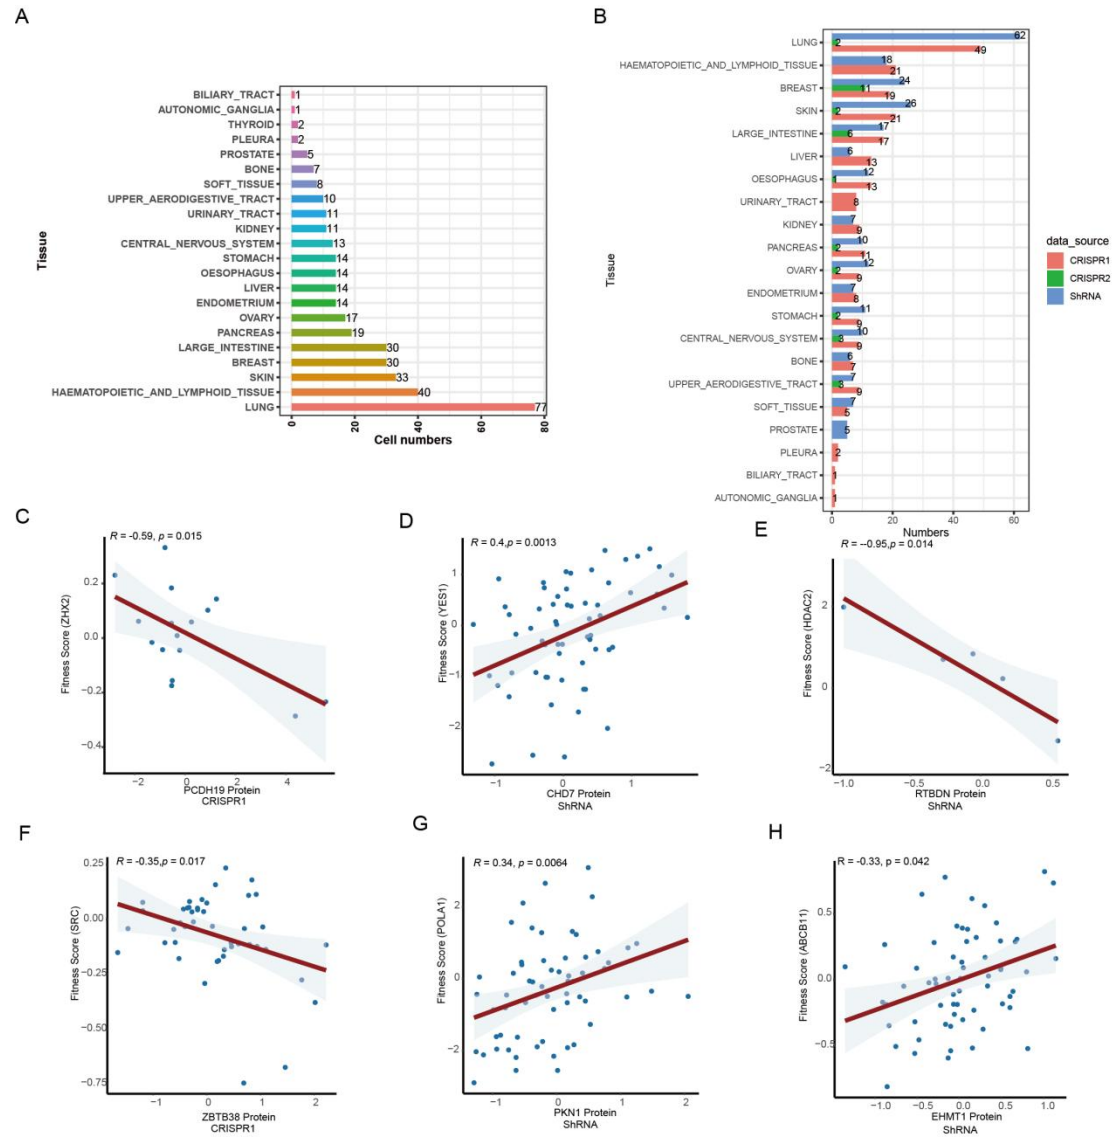 A
BILIARY_TRACT 1
AUTONOMIC_GANGLIA 1
THYROID 2
PLEURA 2
PROSTATE 5
BONE 7
SOFT_TISSUE 8
UPPER_AERODIGESTIVE_TRACT 10
URINARY_TRACT 11
KIDNEY 11
CENTRAL_NERVOUS_SYSTEM 13
STOMACH 14
OESOPHAGUS 14
LIVER 14
ENDOMETRIUM 14
OVARY 17
PANCREAS 19
LARGE_INTESTINE 30
BREAST 30
SKIN 33
HAEMATOPOIETIC_AND_LYMPHOID_TISSUE 40
LUNG 77
Tissue
0 20 40 60 80
Cell numbers
B
LUNG 62 2 49
HAEMATOPOIETIC_AND_LYMPHOID_TISSUE 18 21
BREAST 24 11 19
SKIN 26 2 21
LARGE_INTESTINE 17 6 17
LIVER 6 13
OESOPHAGUS 12 1 13
URINARY_TRACT 8
KIDNEY 7 9
PANCREAS 10 2 11
OVARY 12 2 9
ENDOMETRIUM 7 8
STOMACH 11 2 9
CENTRAL_NERVOUS_SYSTEM 10 3 9
BONE 6 7
UPPER_AERODIGESTIVE_TRACT 7 3 9
SOFT_TISSUE 7 5
PROSTATE 5
PLEURA 2
BILIARY_TRACT 1
AUTONOMIC_GANGLIA 1
Tissue
0 20 40 60
Numbers
data_source
CRISPR1
CRISPR2
ShRNA
C
R = -0.59, p = 0.015
Fitness Score (ZHX2)
0.2
0.0
−0.2
−0.4
−2 0 2 4
PCDH19 Protein
CRISPR1
D
R = 0.4,p = 0.0013
Fitness Score (YES1)
1
0
−1
−2
−1 0 1
CHD7 Protein
ShRNA
E
R = --0.95,p = 0.014
Fitness Score (HDAC2)
2
0
−2
−1.0 −0.5 0.0 0.5
RTBDN Protein
ShRNA
F
R = -0.35,p = 0.017
Fitness Score (SRC)
0.25
0.00
−0.25
−0.50
−0.75
−1 0 1 2
ZBTB38 Protein
CRISPR1
G
R = 0.34, p = 0.0064
Fitness Score (POLA1)
2
0
−2
−1 0 1 2
PKN1 Protein
ShRNA
H
R = -0.33, p = 0.042
Fitness Score (ABCB11)
0.5
0.0
−0.5
−1.0 −0.5 0.0 0.5 1.0
EHMT1 Protein
ShRNA